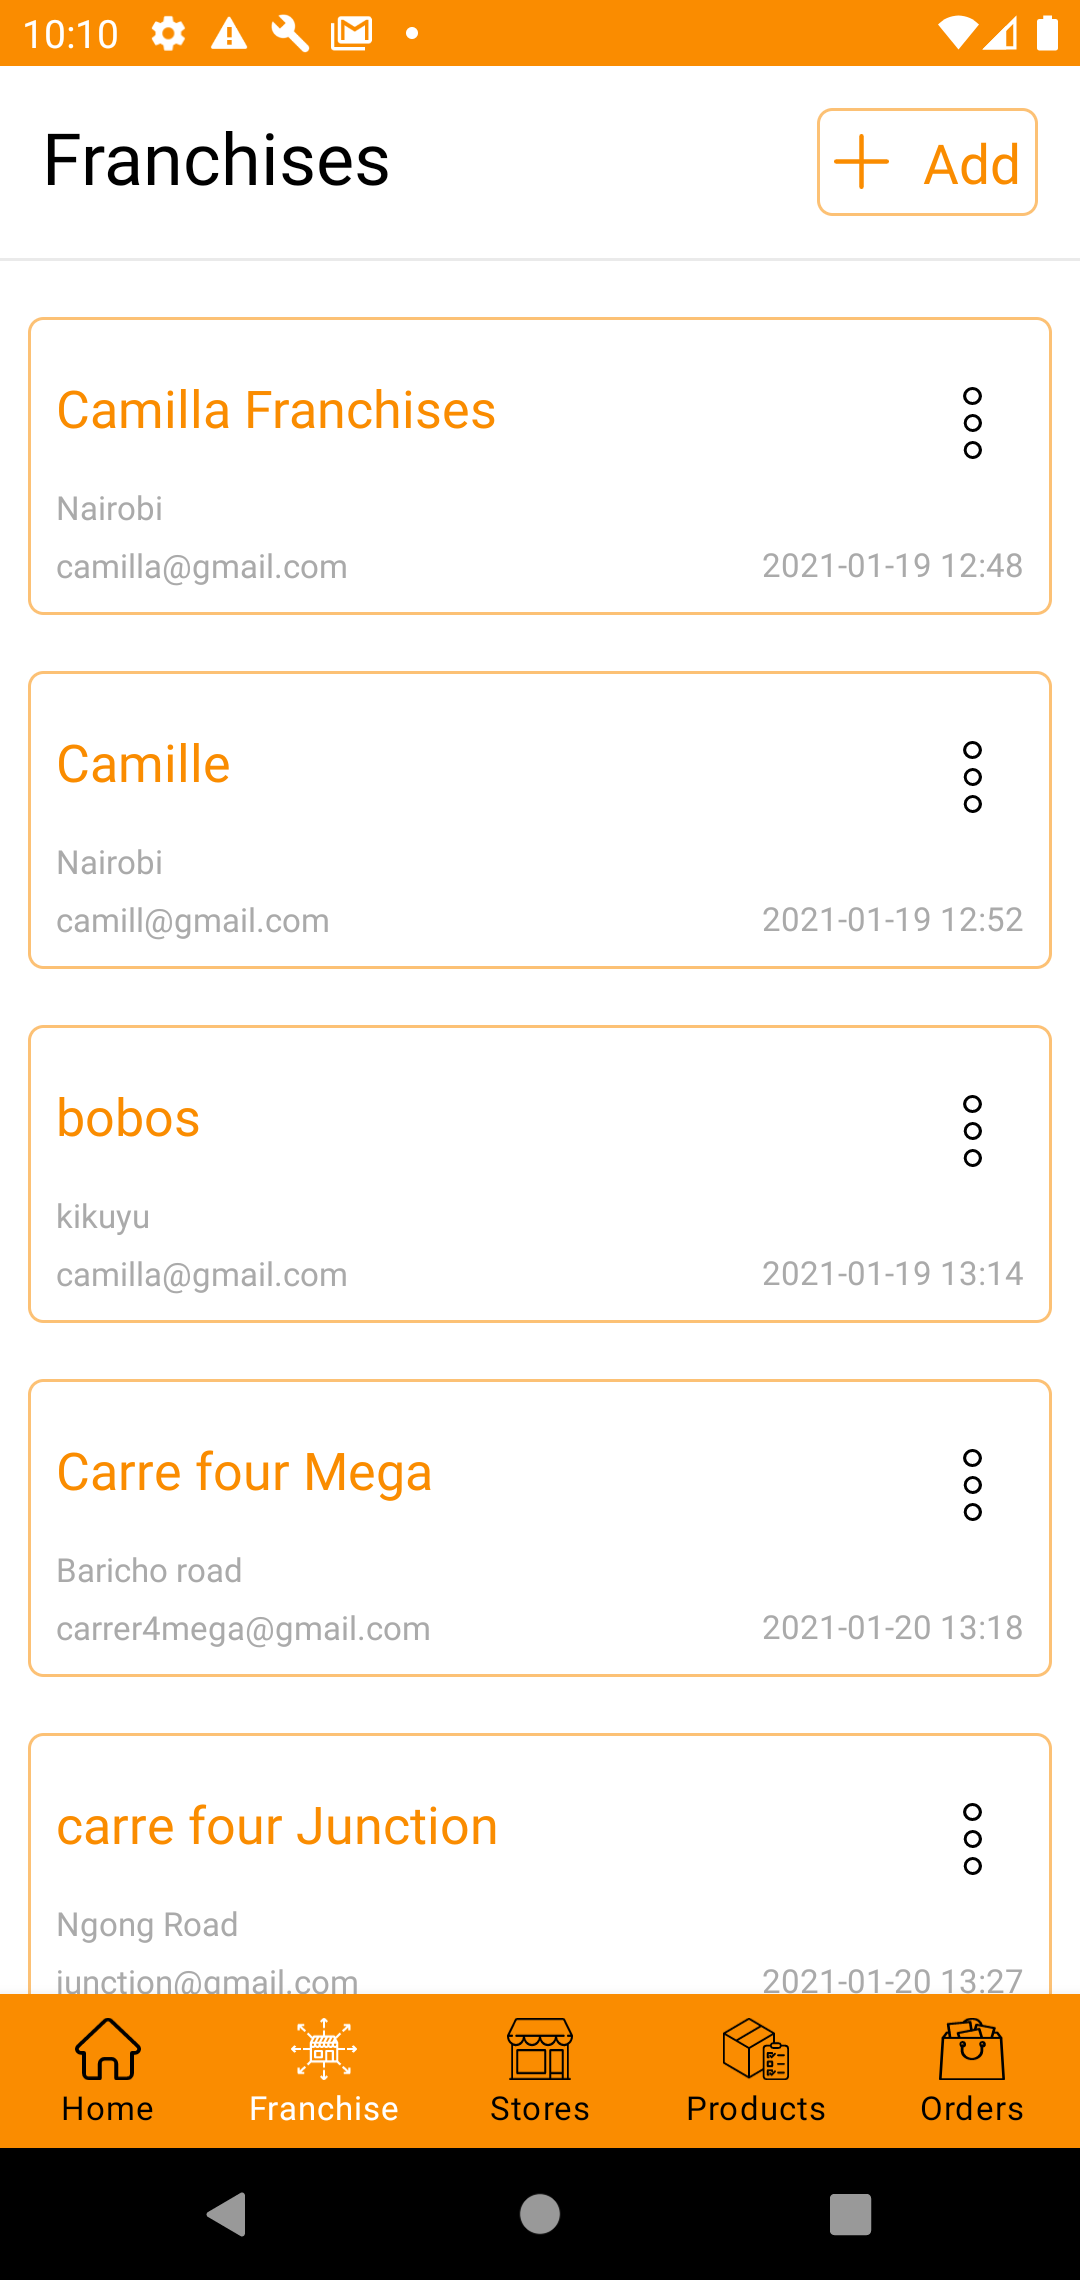 10:10
Franchises
Add
Camilla Franchises
Nairobi
camilla@gmail.com 2021-01-19 12:48
Camille
Nairobi
camill@gmail.com 2021-01-19 12:52
bobos
kikuyu
camilla@gmail.com 2021-01-19 13:14
Carre four Mega
Baricho road
carrer4mega@gmail.com 2021-01-20 13:18
carre four Junction
Ngong Road
junction@gmail.com 2021-01-20 13:27
Home Franchise Stores Products Orders